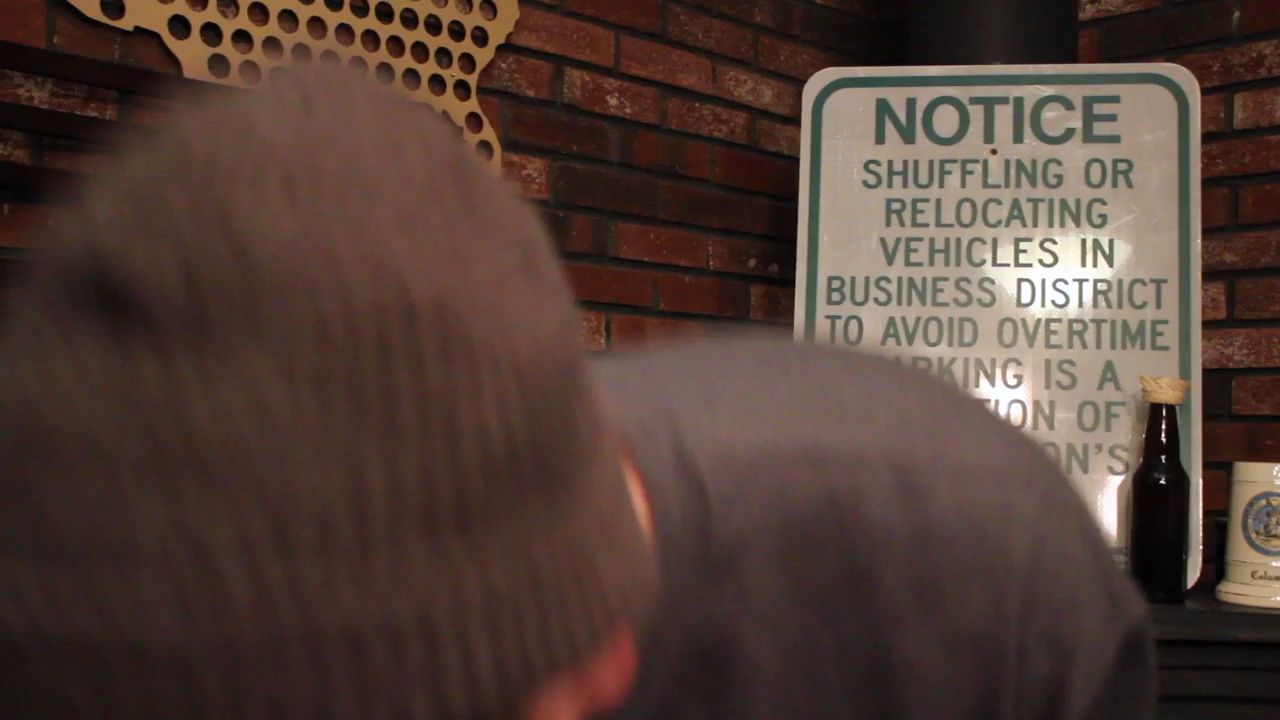 NOTICE
SHUFFLING OR
RELOCATING
VEHICLES IN
BUSINESS DISTRICT
TO AVOID OVERTIME
IS A
OF